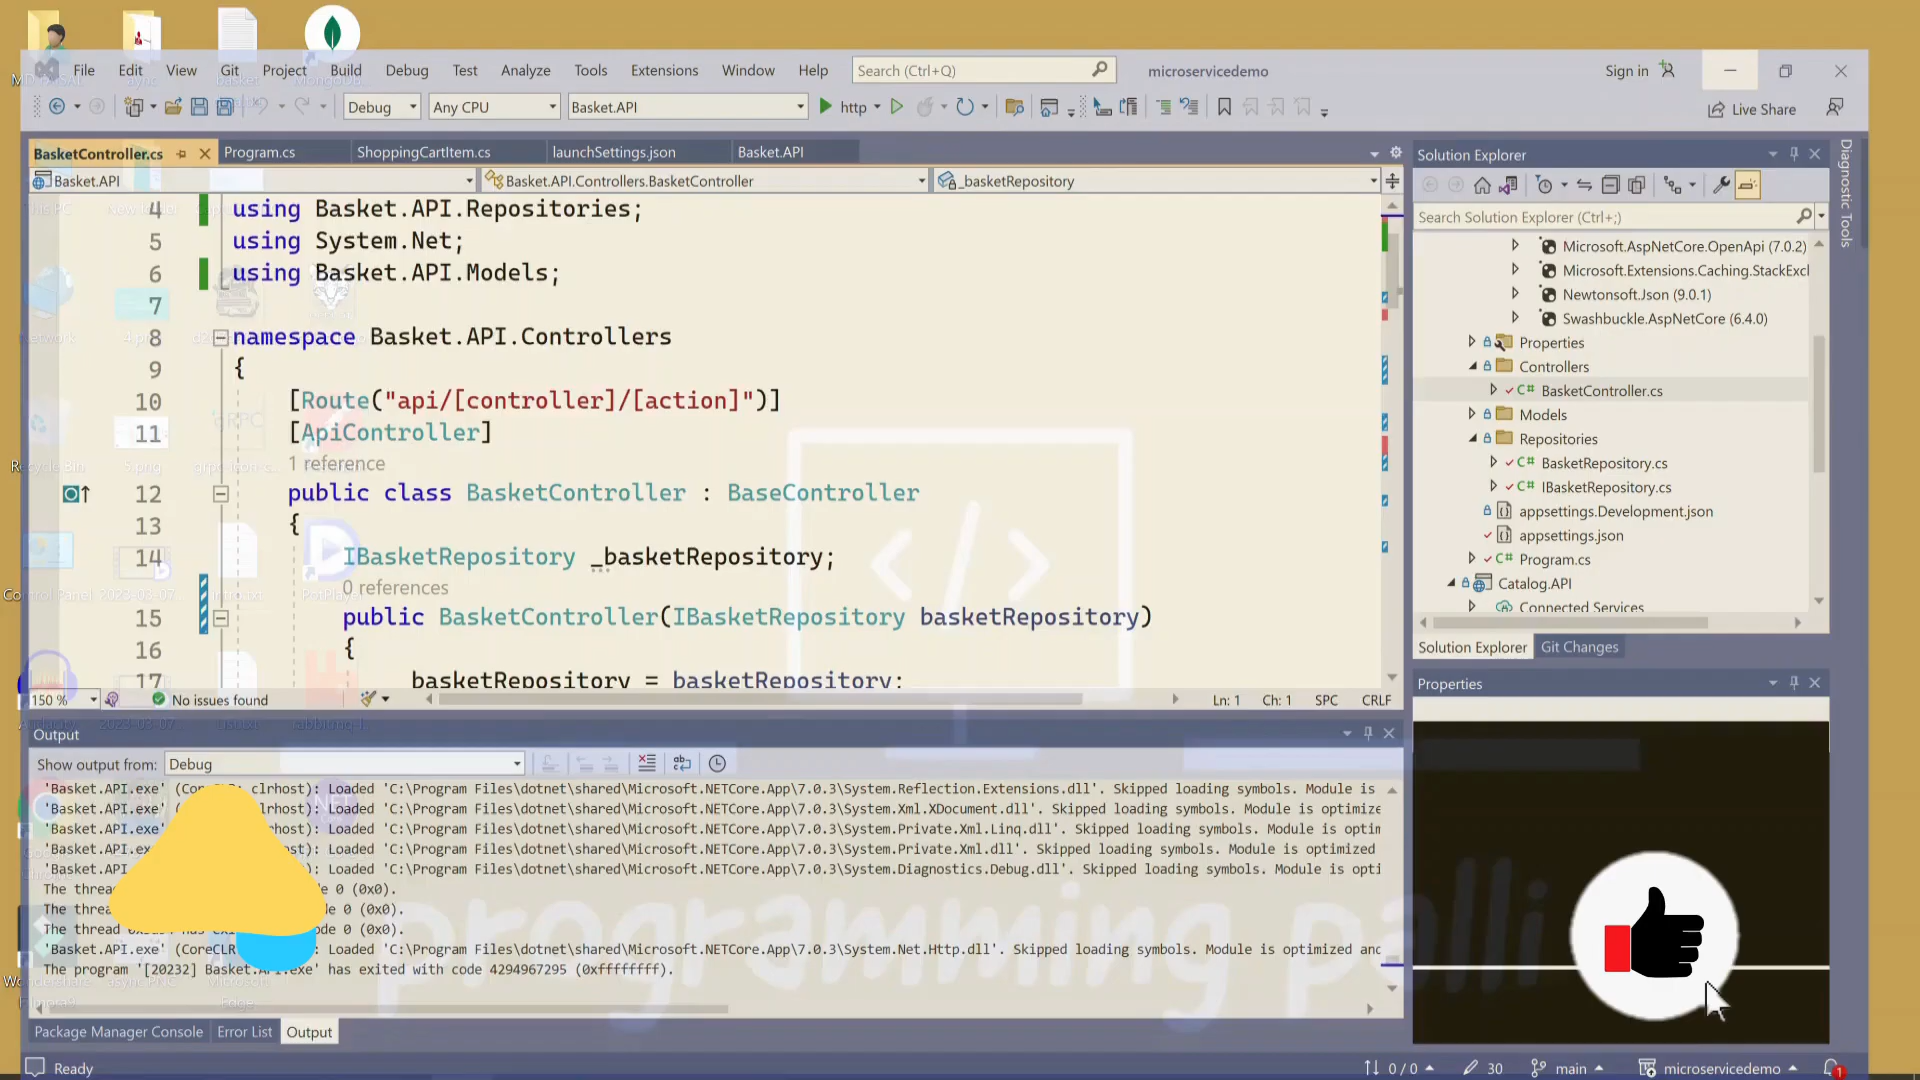 File Edit View Git Project Build Debug Test Analyze Tools Extensions Window Help Search (Ctrl+Q) microservicedemo Sign in
Debug Any CPU Basket.API http Live Share
BasketController.cs Program.cs ShoppingCartItem.cs launchSettings.json Basket.API
Basket.API Basket.API.Controllers.BasketController _basketRepository
4 using Basket.API.Repositories;
5 using System.Net;
6 using Basket.API.Models;
7
8 namespace Basket.API.Controllers
9 {
10 [Route("api/[controller]/[action]")]
11 [ApiController]
1 reference
12 public class BasketController : BaseController
13 {
14 IBasketRepository _basketRepository;
0 references
15 public BasketController(IBasketRepository basketRepository)
16 {
17 basketRepository = basketRepository;
150 % No issues found Ln: 1 Ch: 1 SPC CRLF
Solution Explorer
Search Solution Explorer (Ctrl+;)
Microsoft.AspNetCore.OpenApi (7.0.2)
Microsoft.Extensions.Caching.StackExcl
Newtonsoft.Json (9.0.1)
Swashbuckle.AspNetCore (6.4.0)
Properties
Controllers
C# BasketController.cs
Models
Repositories
C# BasketRepository.cs
C# IBasketRepository.cs
appsettings.Development.json
appsettings.json
C# Program.cs
Catalog.API
Connected Services
Solution Explorer Git Changes
Diagnostic Tools
Properties
Output
Show output from: Debug
'Basket.API.exe' (Co clrhost): Loaded 'C:\Program Files\dotnet\shared\Microsoft.NETCore.App\7.0.3\System.Reflection.Extensions.dll'. Skipped loading symbols. Module is
'Basket.API.exe' lrhost): Loaded 'C:\Program Files\dotnet\shared\Microsoft.NETCore.App\7.0.3\System.Xml.XDocument.dll'. Skipped loading symbols. Module is optimize
'Basket.API.exe' rhost): Loaded 'C:\Program Files\dotnet\shared\Microsoft.NETCore.App\7.0.3\System.Private.Xml.Linq.dll'. Skipped loading symbols. Module is optim
'Basket.API.ex host): Loaded 'C:\Program Files\dotnet\shared\Microsoft.NETCore.App\7.0.3\System.Private.Xml.dll'. Skipped loading symbols. Module is optimized
'Basket.API ost): Loaded 'C:\Program Files\dotnet\shared\Microsoft.NETCore.App\7.0.3\System.Diagnostics.Debug.dll'. Skipped loading symbols. Module is opti
The threa de 0 (0x0).
The threa de 0 (0x0).
The thread has ode 0 (0x0).
'Basket.API.exe' (CoreCLR Loaded 'C:\Program Files\dotnet\shared\Microsoft.NETCore.App\7.0.3\System.Net.Http.dll'. Skipped loading symbols. Module is optimized and
The program '[20232] Basket.API.exe' has exited with code 4294967295 (0xffffffff).
programming palli
Package Manager Console Error List Output
Ready 0 / 0 30 main microservicedemo 1